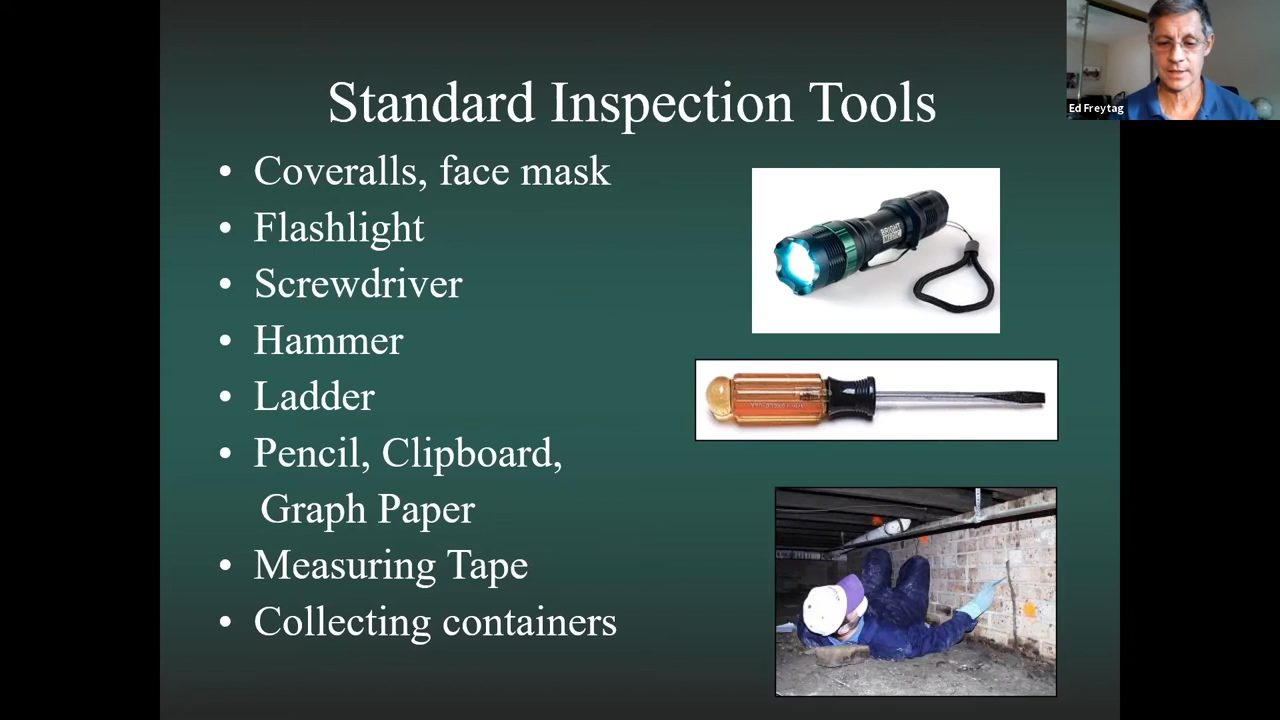 Standard Inspection Tools
• Coveralls, face mask
• Flashlight
• Screwdriver
• Hammer
• Ladder
• Pencil, Clipboard,
Graph Paper
• Measuring Tape
• Collecting containers
Ed Freytag
BRIGHT